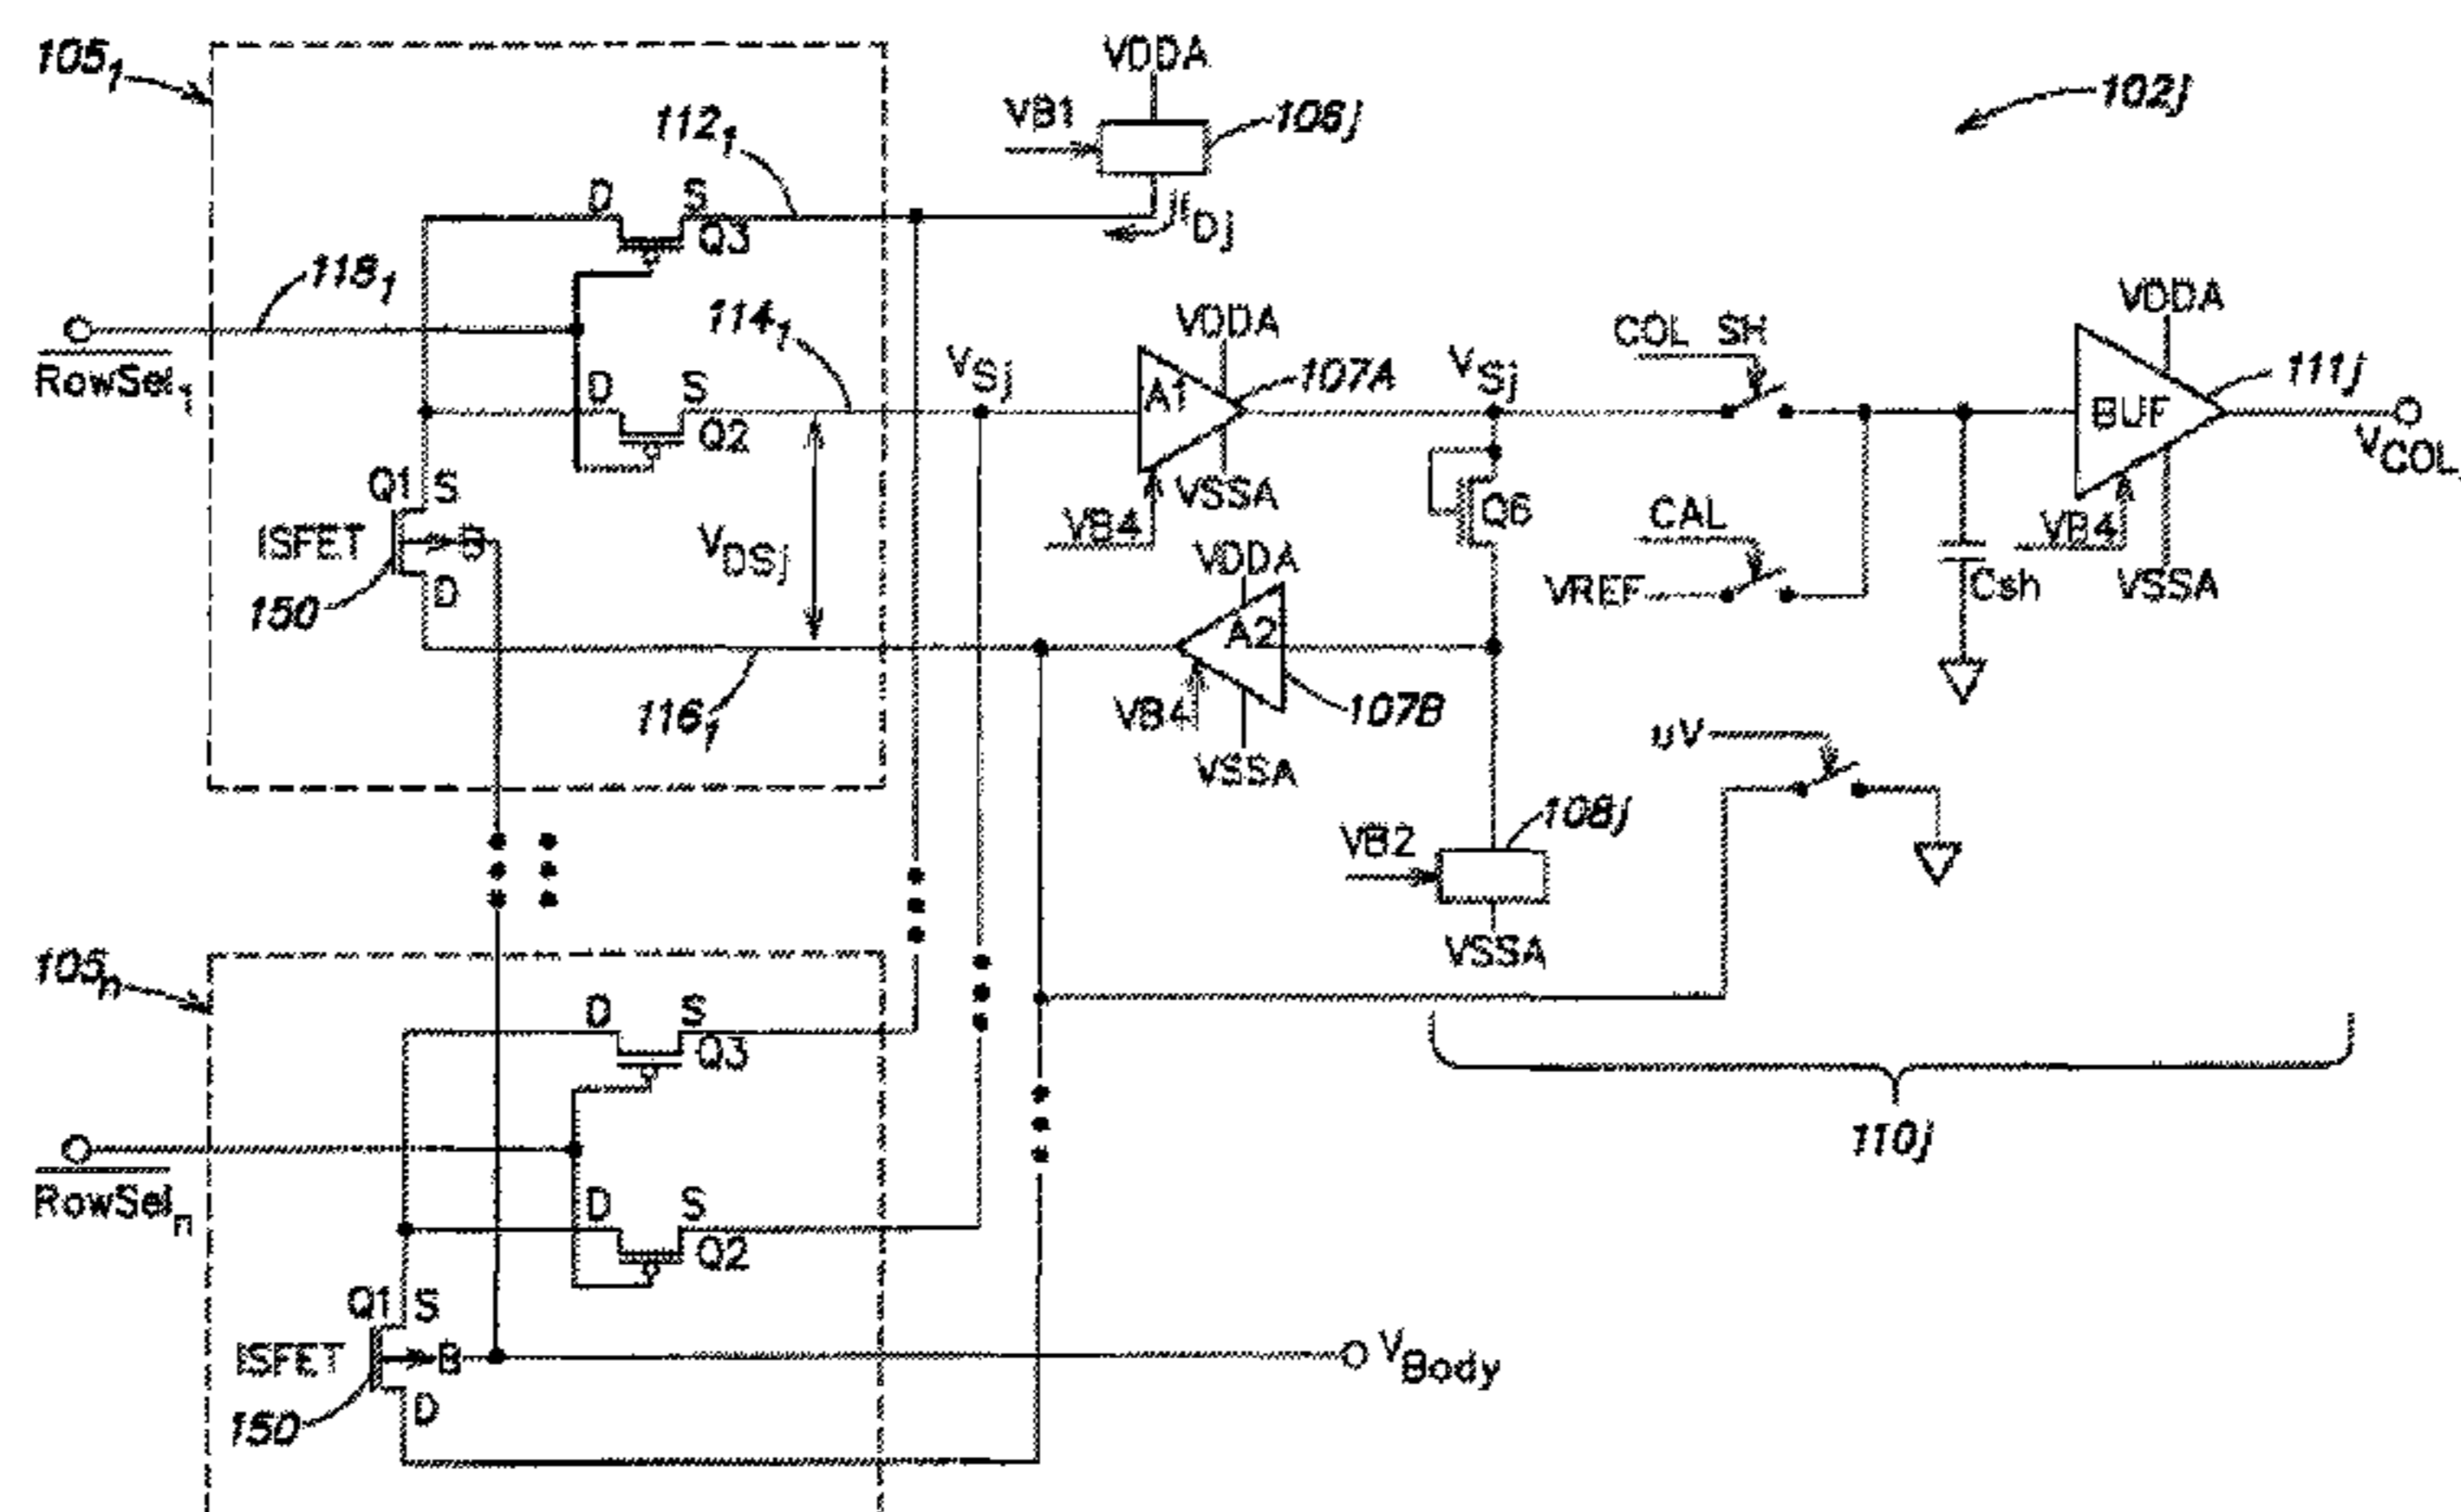 105₁
VDDA
VB1
106j
102j
112₁
D S
Q3
I_Dj
118₁
RowSel₁
114₁
D S
Q2
V_Sj
VDDA
A1
107A
VSSA
VB4
V_Sj
COL SH
VDDA
111j
BUF
V_COL
VB4
VSSA
Q1 S
ISFET
B
D
150
V_DSj
Q6
CAL
VREF
Csh
VDDA
A2
VB4
107B
VSSA
116₁
uV
VB2
108j
VSSA
110j
105ₙ
D S
Q3
RowSelₙ
D S
Q2
Q1 S
ISFET
B
D
150
V_Body